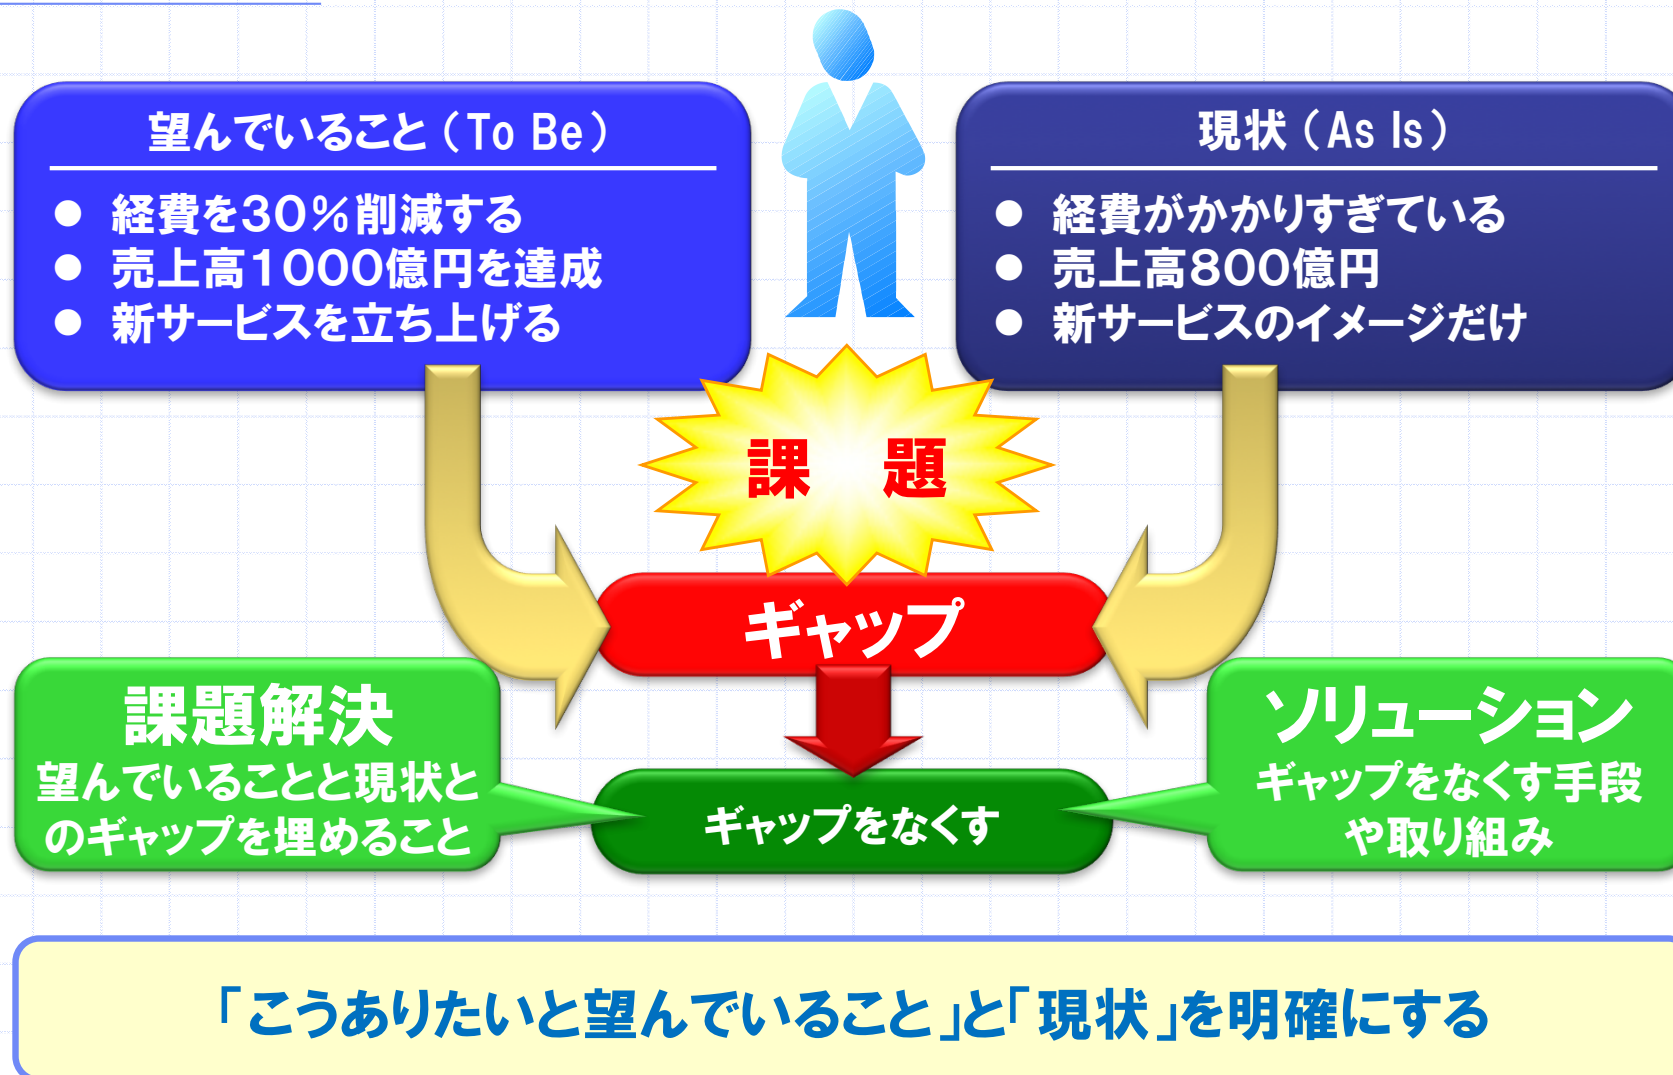 望んでいること（To Be）
● 経費を30％削減する
● 売上高1000億円を達成
● 新サービスを立ち上げる
現状（As Is）
● 経費がかかりすぎている
● 売上高800億円
● 新サービスのイメージだけ
課　題
ギャップ
課題解決
望んでいることと現状と
のギャップを埋めること
ギャップをなくす
ソリューション
ギャップをなくす手段
や取り組み
「こうありたいと望んでいること」と「現状」を明確にする